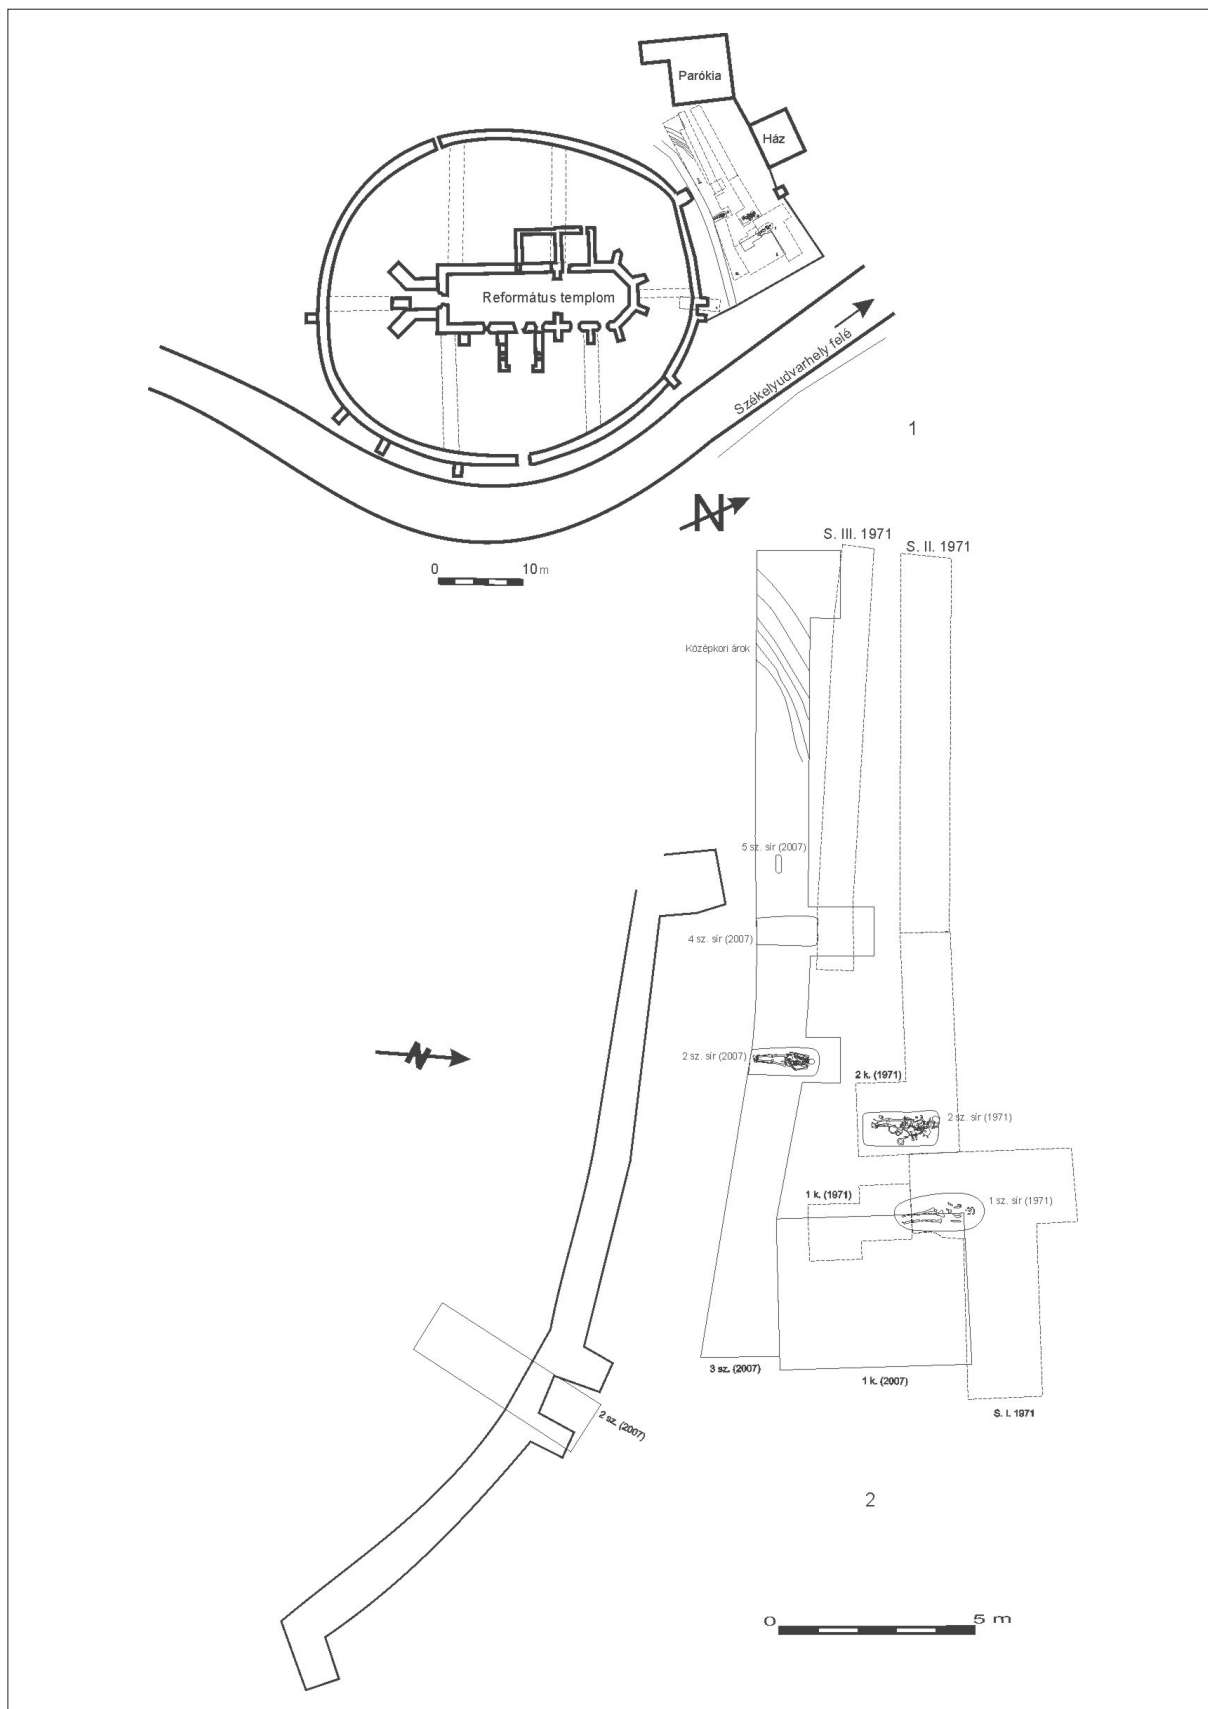 Parókia
Ház
Református templom
Székelyudvarhely felé
1
N
0 10 m
S. III. 1971
S. II. 1971
Középkori árok
5 sz. sír (2007)
4 sz. sír (2007)
N
2 sz. sír (2007)
2 k. (1971)
2 sz. sír (1971)
1 k. (1971)
1 sz. sír (1971)
3 sz. (2007)
1 k. (2007)
2 sz. (2007)
S. I. 1971
2
0 5 m